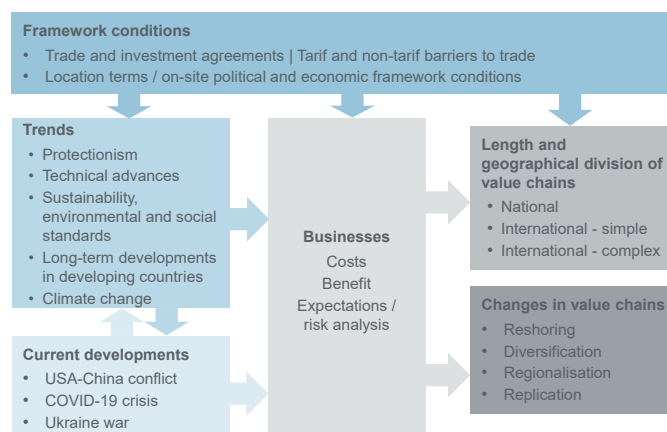 Framework conditions
• Trade and investment agreements | Tarif and non-tarif barriers to trade
• Location terms / on-site political and economic framework conditions
Trends
• Protectionism
• Technical advances
• Sustainability,
environmental and social
standards
• Long-term developments
in developing countries
• Climate change
Current developments
• USA-China conflict
• COVID-19 crisis
• Ukraine war
Businesses
Costs
Benefit
Expectations /
risk analysis
Length and
geographical division of
value chains
• National
• International - simple
• International - complex
Changes in value chains
• Reshoring
• Diversification
• Regionalisation
• Replication